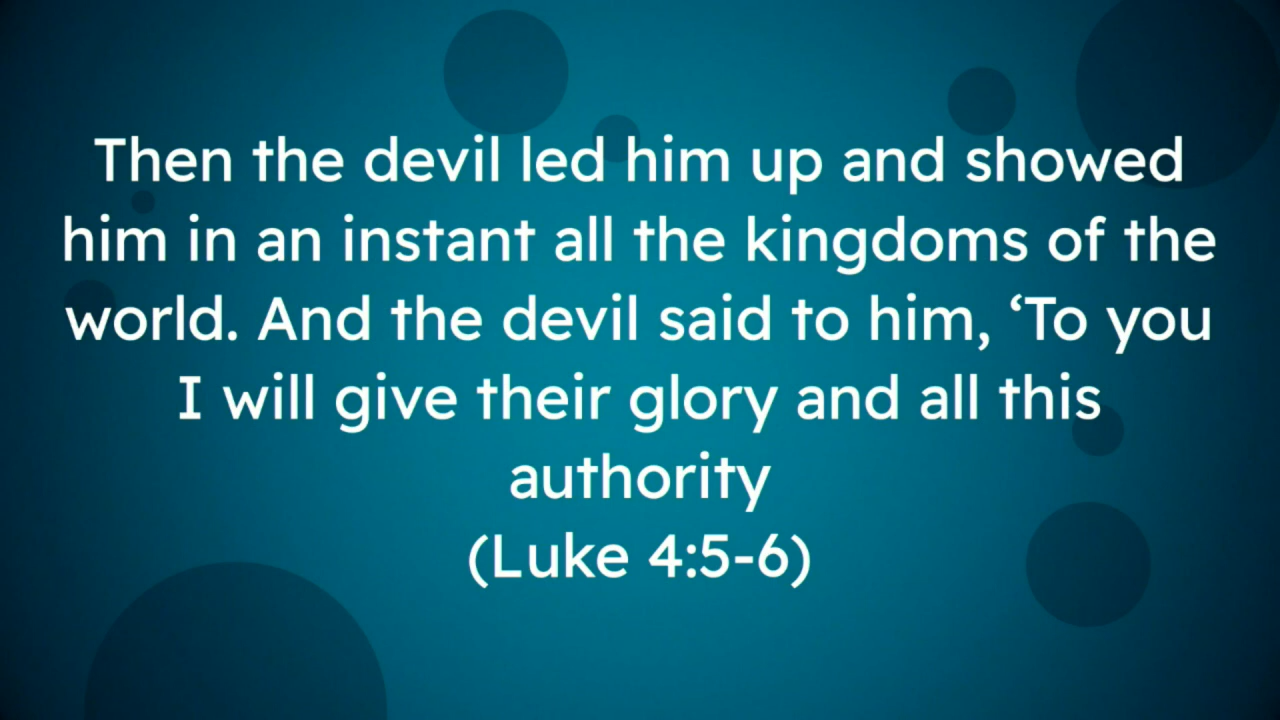 Then the devil led him up and showed
him in an instant all the kingdoms of the
world. And the devil said to him, ‘To you
I will give their glory and all this
authority
(Luke 4:5-6)